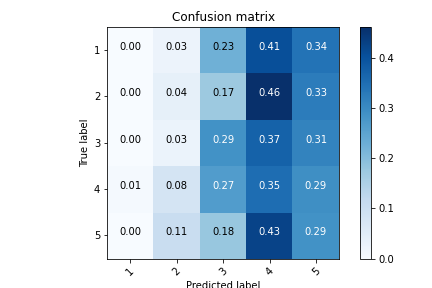 Confusion matrix
1 0.00 0.03 0.23 0.41 0.34
2 0.00 0.04 0.17 0.46 0.33
3 0.00 0.03 0.29 0.37 0.31
4 0.01 0.08 0.27 0.35 0.29
5 0.00 0.11 0.18 0.43 0.29
True label
1 2 3 4 5
Predicted label
0.4
0.3
0.2
0.1
0.0